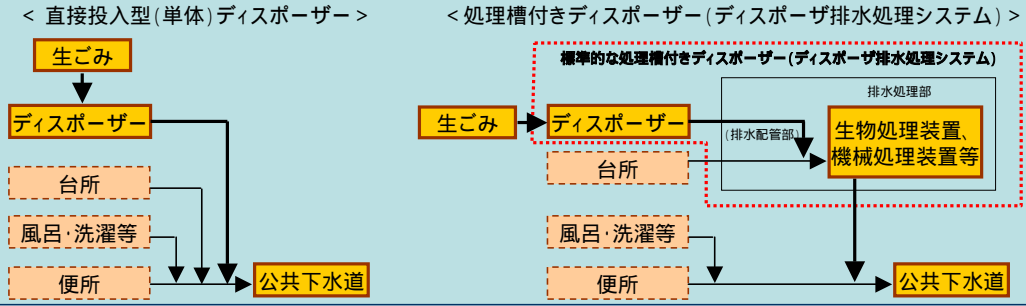 < 直接投入型(単体)ディスポーザー >
生ごみ
ディスポーザー
台所
風呂・洗濯等
便所
公共下水道
<処理槽付きディスポーザー(ディスポーザ排水処理システム) >
標準的な処理槽付きディスポーザー(ディスポーザ排水処理システム)
排水処理部
生ごみ
ディスポーザー
(排水配管部)
生物処理装置、
機械処理装置等
台所
風呂・洗濯等
便所
公共下水道